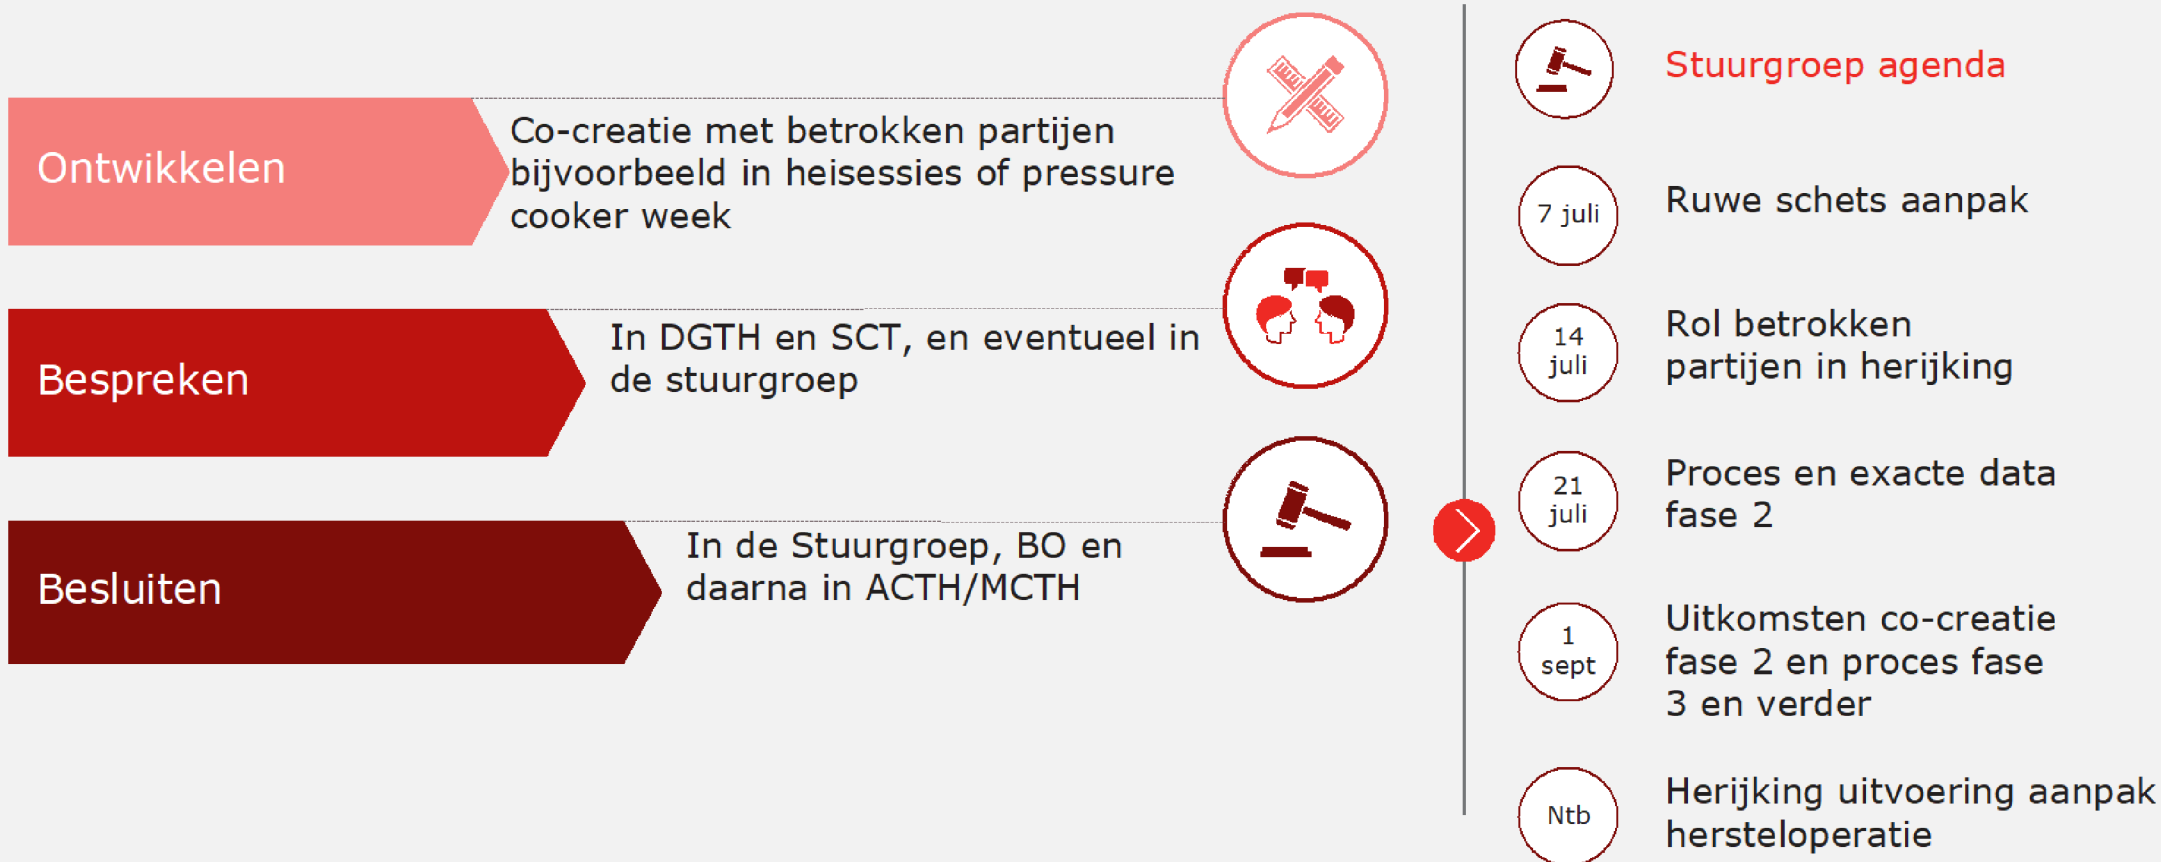 Ontwikkelen
Co-creatie met betrokken partijen
bijvoorbeeld in heisessies of pressure
cooker week
Bespreken
In DGTH en SCT, en eventueel in
de stuurgroep
Besluiten
In de Stuurgroep, BO en
daarna in ACTH/MCTH
Stuurgroep agenda
7 juli
Ruwe schets aanpak
14
juli
Rol betrokken
partijen in herijking
21
juli
Proces en exacte data
fase 2
1
sept
Uitkomsten co-creatie
fase 2 en proces fase
3 en verder
Ntb
Herijking uitvoering aanpak
hersteloperatie